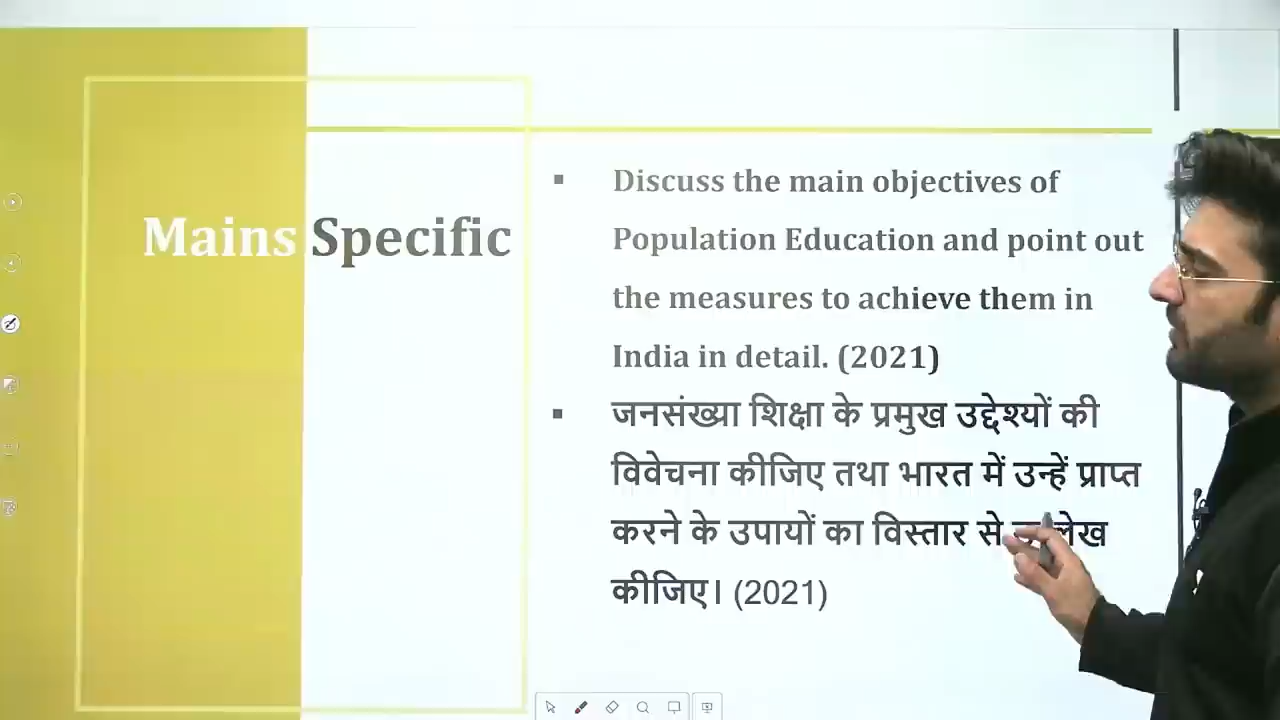 Mains Specific
▪ Discuss the main objectives of
Population Education and point out
the measures to achieve them in
India in detail. (2021)
▪ जनसंख्या शिक्षा के प्रमुख उद्देश्यों की
विवेचना कीजिए तथा भारत में उन्हें प्राप्त
करने के उपायों का विस्तार से
कीजिए। (2021)